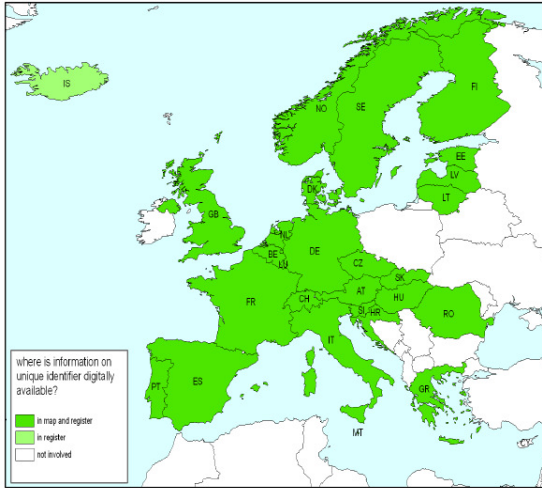 IS
FI
NO
SE
EE
LV
DK
LT
GB
NL
BE
DE
LU
CZ
SK
FR
AT
CH
HU
SI
HR
RO
IT
PT
ES
GR
MT
where is information on
unique identifier digitally
available?
in map and register
in register
not involved